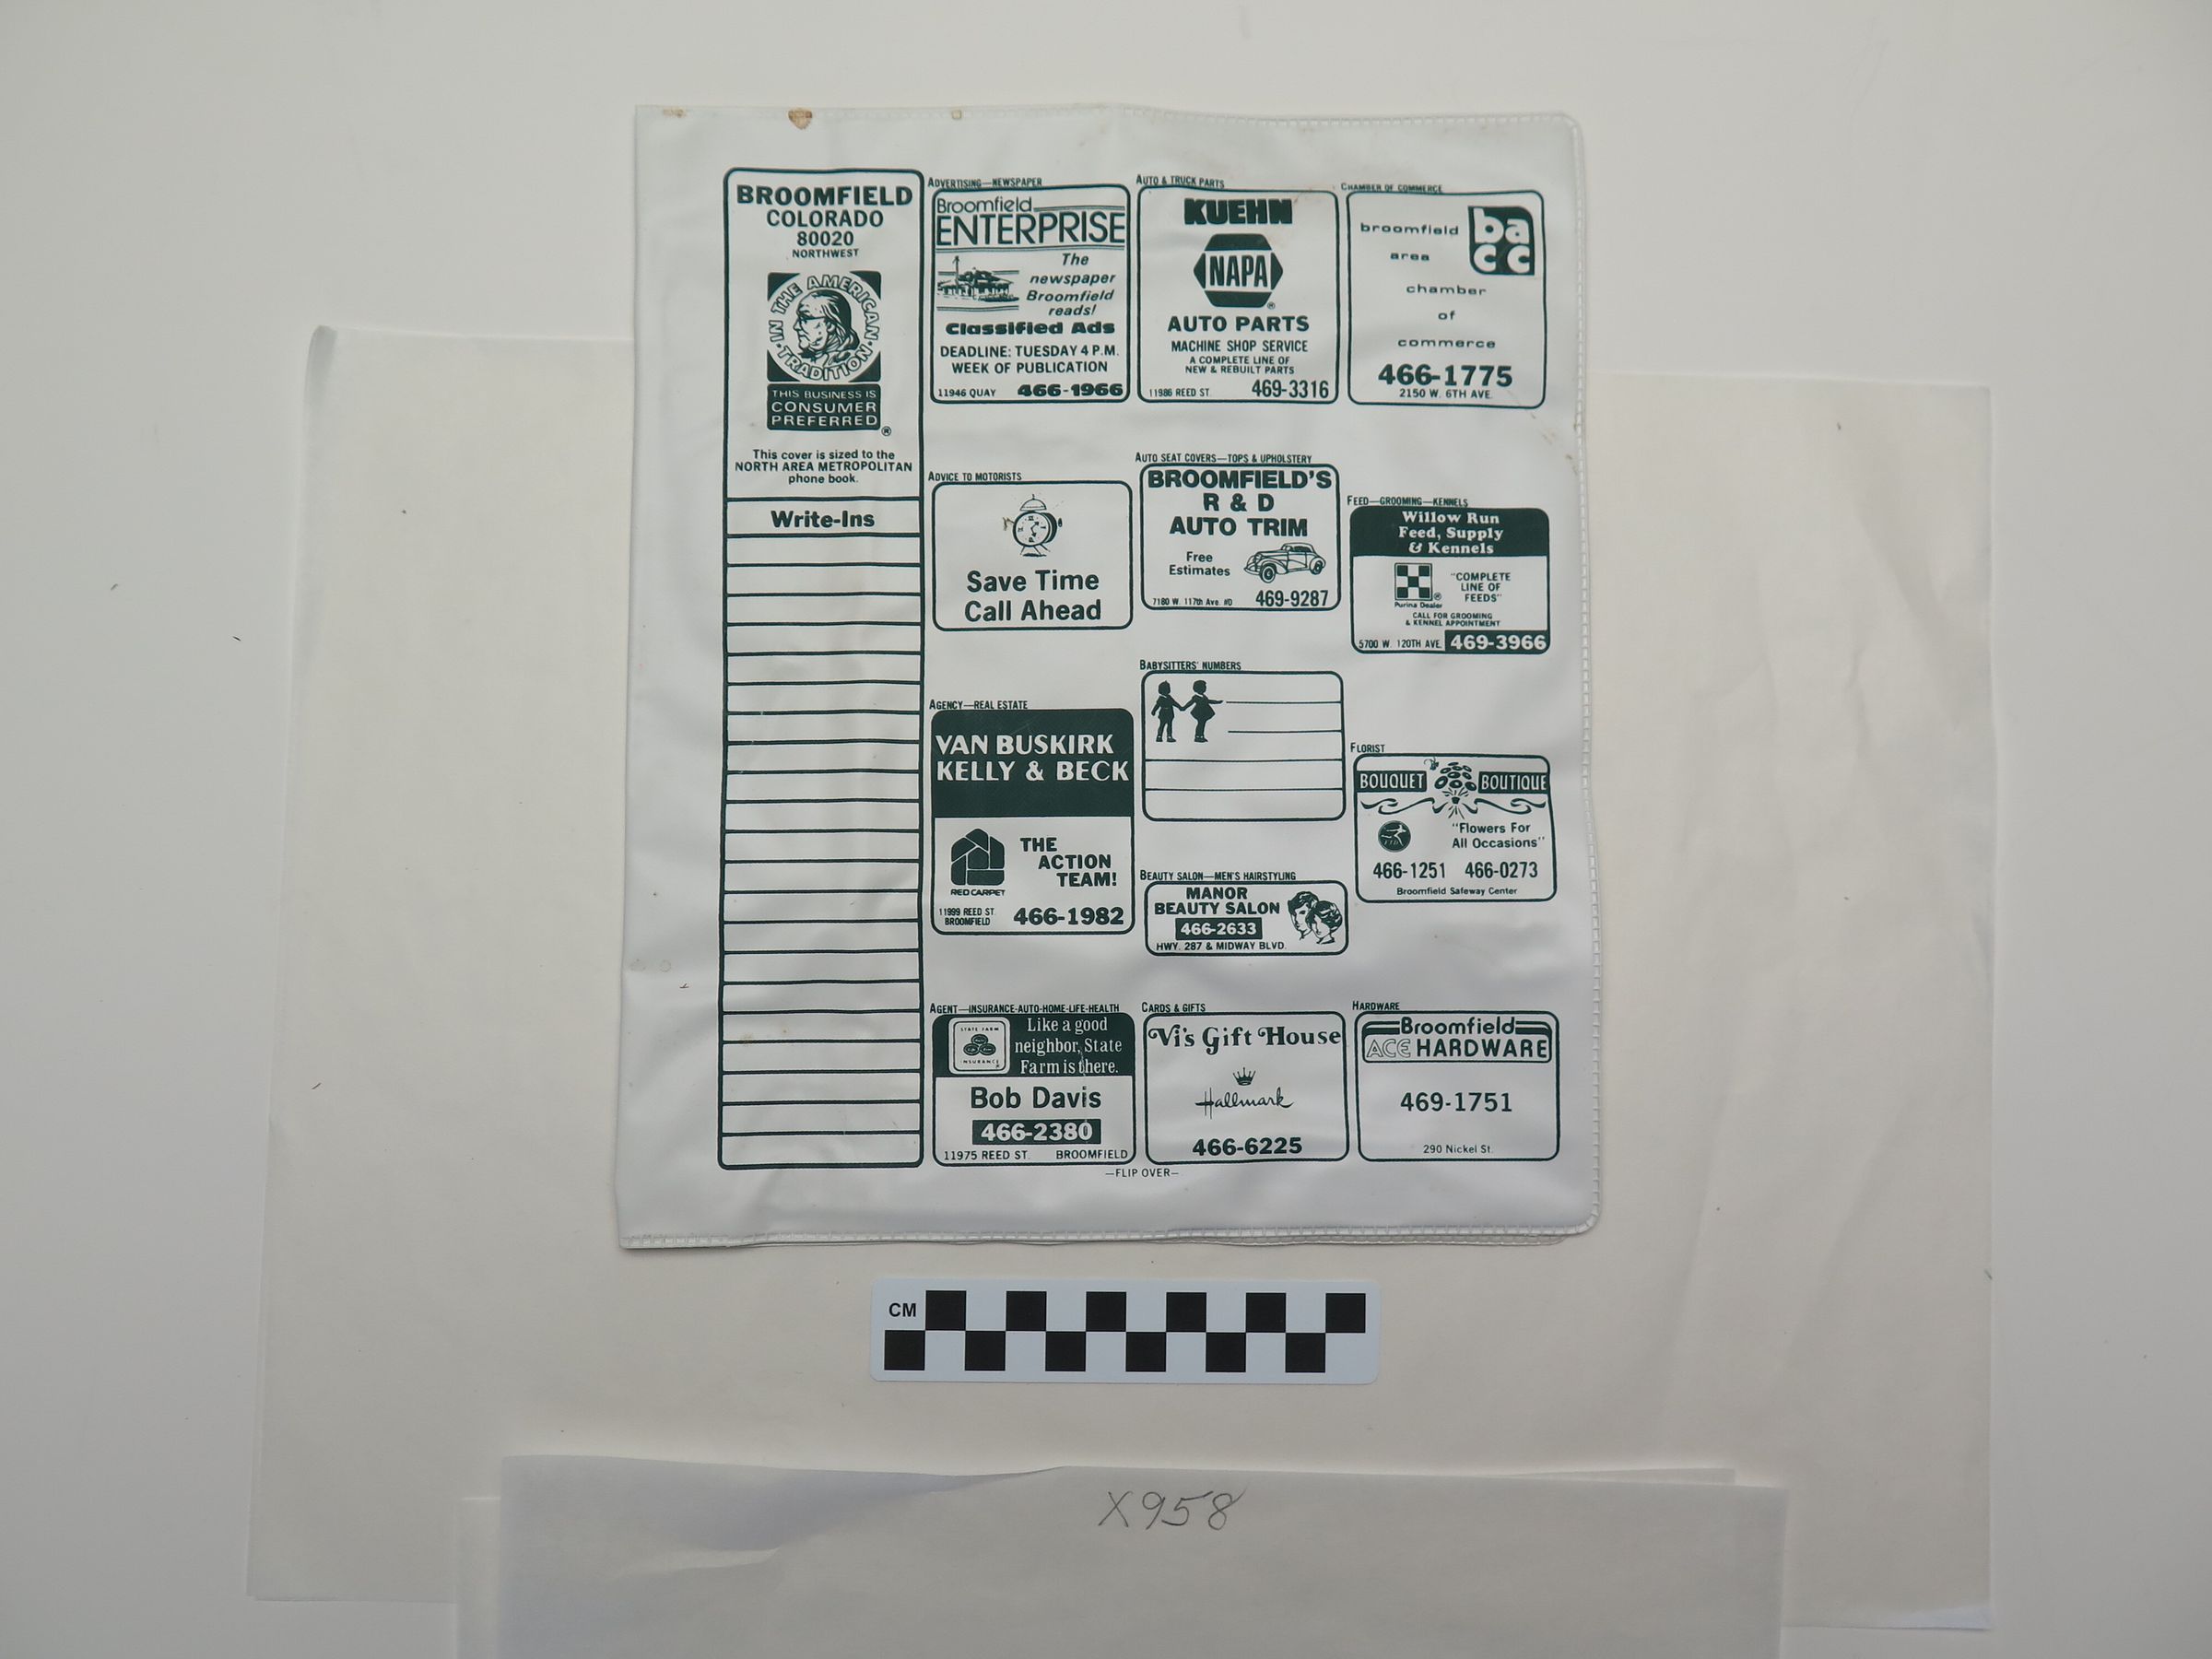 BROOMFIELD
COLORADO
80020
NORTHWEST
IN THE AMERICAN
·TRADITION·
THIS BUSINESS IS
CONSUMER
PREFERRED
®
This cover is sized to the
NORTH AREA METROPOLITAN
phone book.
Write-Ins
ADVERTISING—NEWSPAPER
Broomfield
ENTERPRISE
The
newspaper
Broomfield
reads!
Classified Ads
DEADLINE: TUESDAY 4 P.M.
WEEK OF PUBLICATION
11946 QUAY 466-1966
ADVICE TO MOTORISTS
Save Time
Call Ahead
AGENCY—REAL ESTATE
VAN BUSKIRK
KELLY & BECK
THE
ACTION
TEAM!
RED CARPET
11999 REED ST.
BROOMFIELD
466-1982
AGENT—INSURANCE-AUTO-HOME-LIFE-HEALTH
STATE FARM
INSURANCE
Like a good
neighbor, State
Farm is there.
Bob Davis
466-2380
11975 REED ST. BROOMFIELD
AUTO & TRUCK PARTS
KUEHN
NAPA
®
AUTO PARTS
MACHINE SHOP SERVICE
A COMPLETE LINE OF
NEW & REBUILT PARTS
11986 REED ST. 469-3316
AUTO SEAT COVERS—TOPS & UPHOLSTERY
BROOMFIELD'S
R & D
AUTO TRIM
Free
Estimates
7180 W. 117th Ave #D 469-9287
BABYSITTERS' NUMBERS
BEAUTY SALON—MEN'S HAIRSTYLING
MANOR
BEAUTY SALON
466-2633
HWY. 287 & MIDWAY BLVD.
CARDS & GIFTS
Vi's Gift House
Hallmark
466-6225
CHAMBER OF COMMERCE
ba
cc
broomfield
area
chamber
of
commerce
466-1775
2150 W. 6TH AVE.
FEED—GROOMING—KENNELS
Willow Run
Feed, Supply
& Kennels
®
Purina Dealer
"COMPLETE
LINE OF
FEEDS"
CALL FOR GROOMING
& KENNEL APPOINTMENT
5700 W. 120TH AVE. 469-3966
FLORIST
BOUQUET BOUTIQUE
"Flowers For
All Occasions"
466-1251 466-0273
Broomfield Safeway Center
HARDWARE
Broomfield
ACE HARDWARE
469-1751
290 Nickel St.
—FLIP OVER—
CM
X958